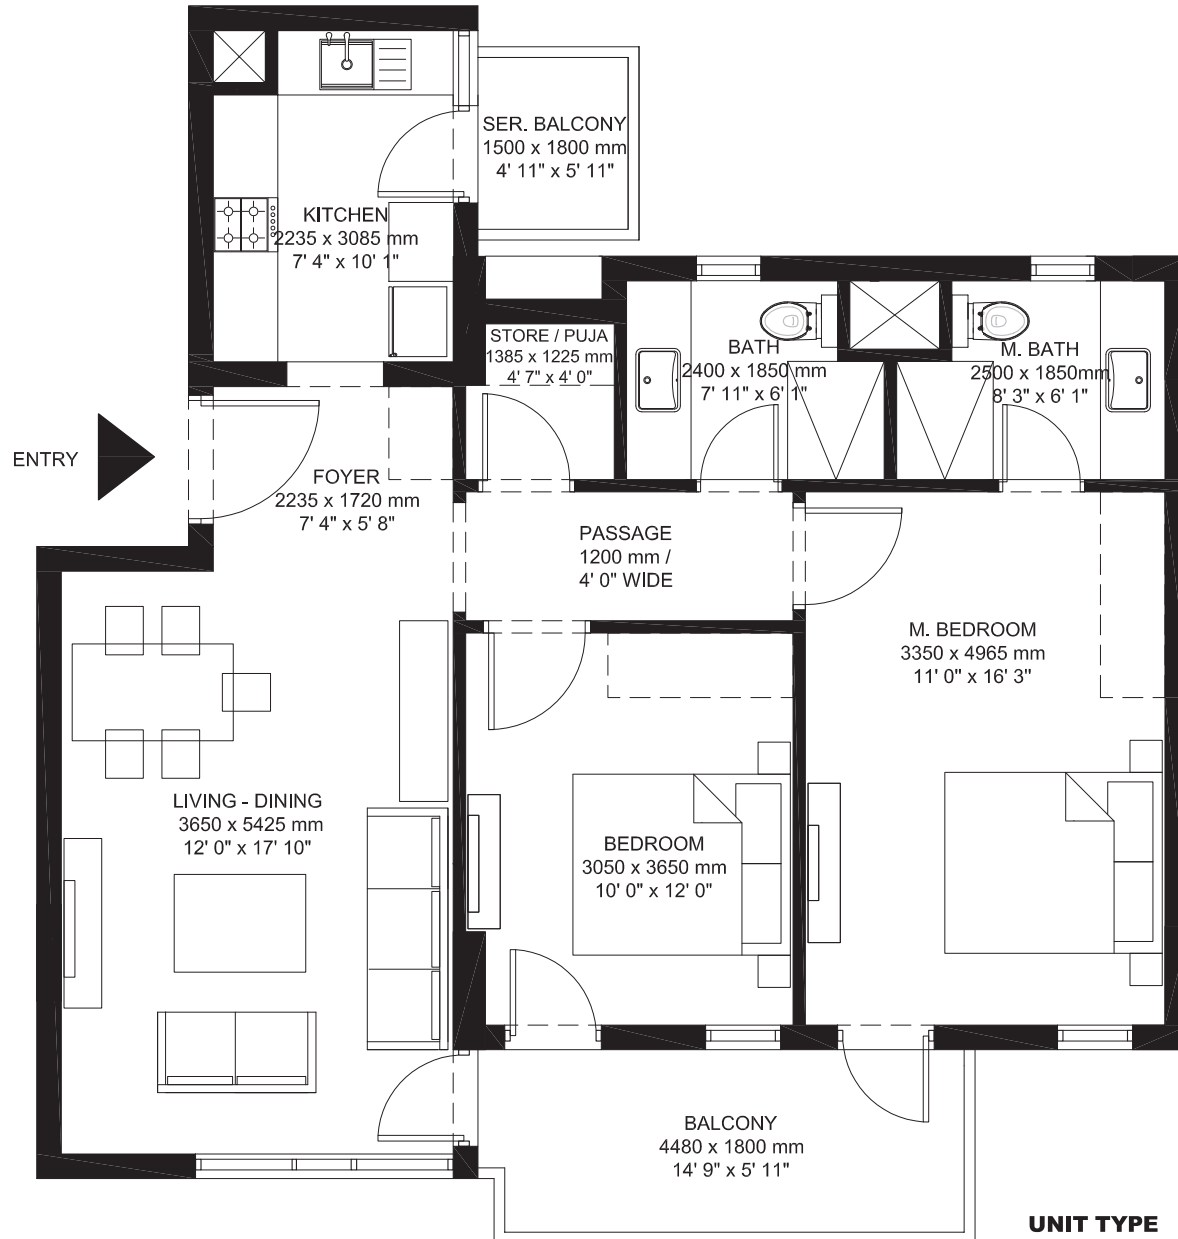 SER. BALCONY
1500 x 1800 mm
4' 11" x 5' 11"
KITCHEN
2235 x 3085 mm
7' 4" x 10' 1"
STORE / PUJA
1385 x 1225 mm
4' 7" x 4' 0"
BATH
2400 x 1850 mm
7' 11" x 6' 1"
M. BATH
2500 x 1850mm
8' 3" x 6' 1"
ENTRY
FOYER
2235 x 1720 mm
7' 4" x 5' 8"
PASSAGE
1200 mm /
4' 0" WIDE
M. BEDROOM
3350 x 4965 mm
11' 0" x 16' 3"
LIVING - DINING
3650 x 5425 mm
12' 0" x 17' 10"
BEDROOM
3050 x 3650 mm
10' 0" x 12' 0"
BALCONY
4480 x 1800 mm
14' 9" x 5' 11"
UNIT TYPE